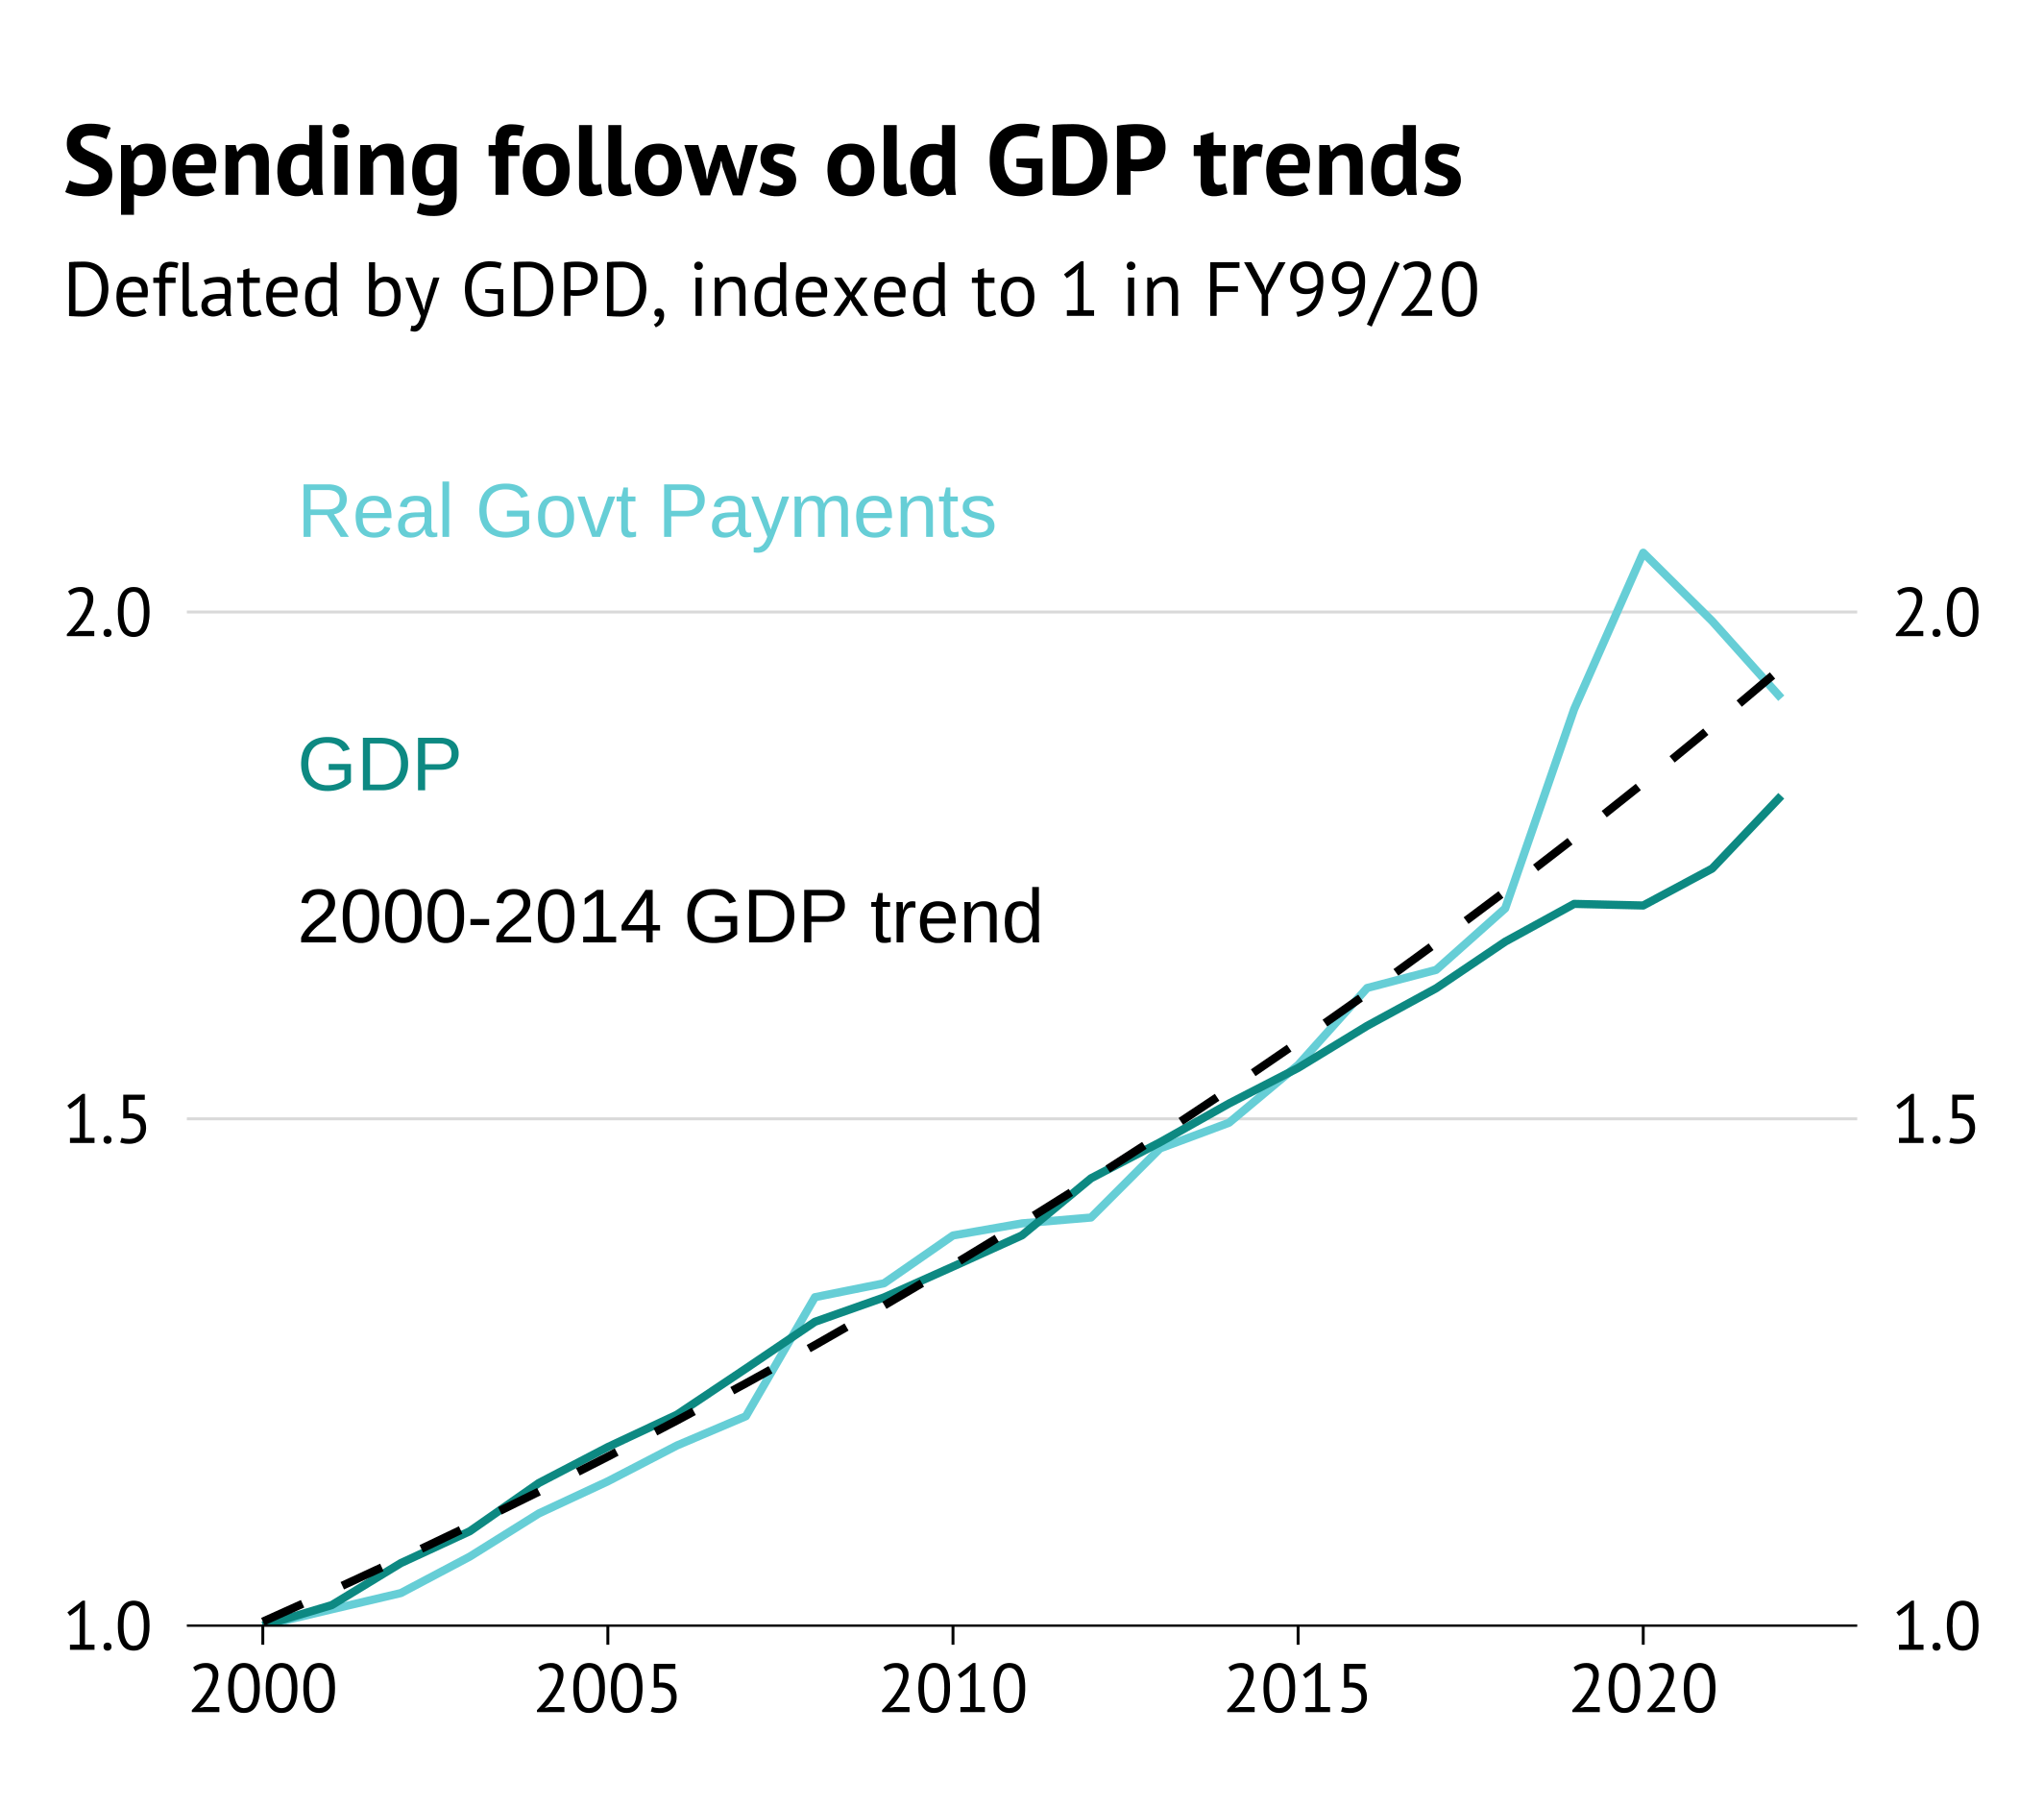 Spending follows old GDP trends
Deflated by GDPD, indexed to 1 in FY99/20
Real Govt Payments
2.0
2.0
GDP
2000-2014 GDP trend
1.5
1.5
1.0
1.0
2000
2005
2010
2015
2020